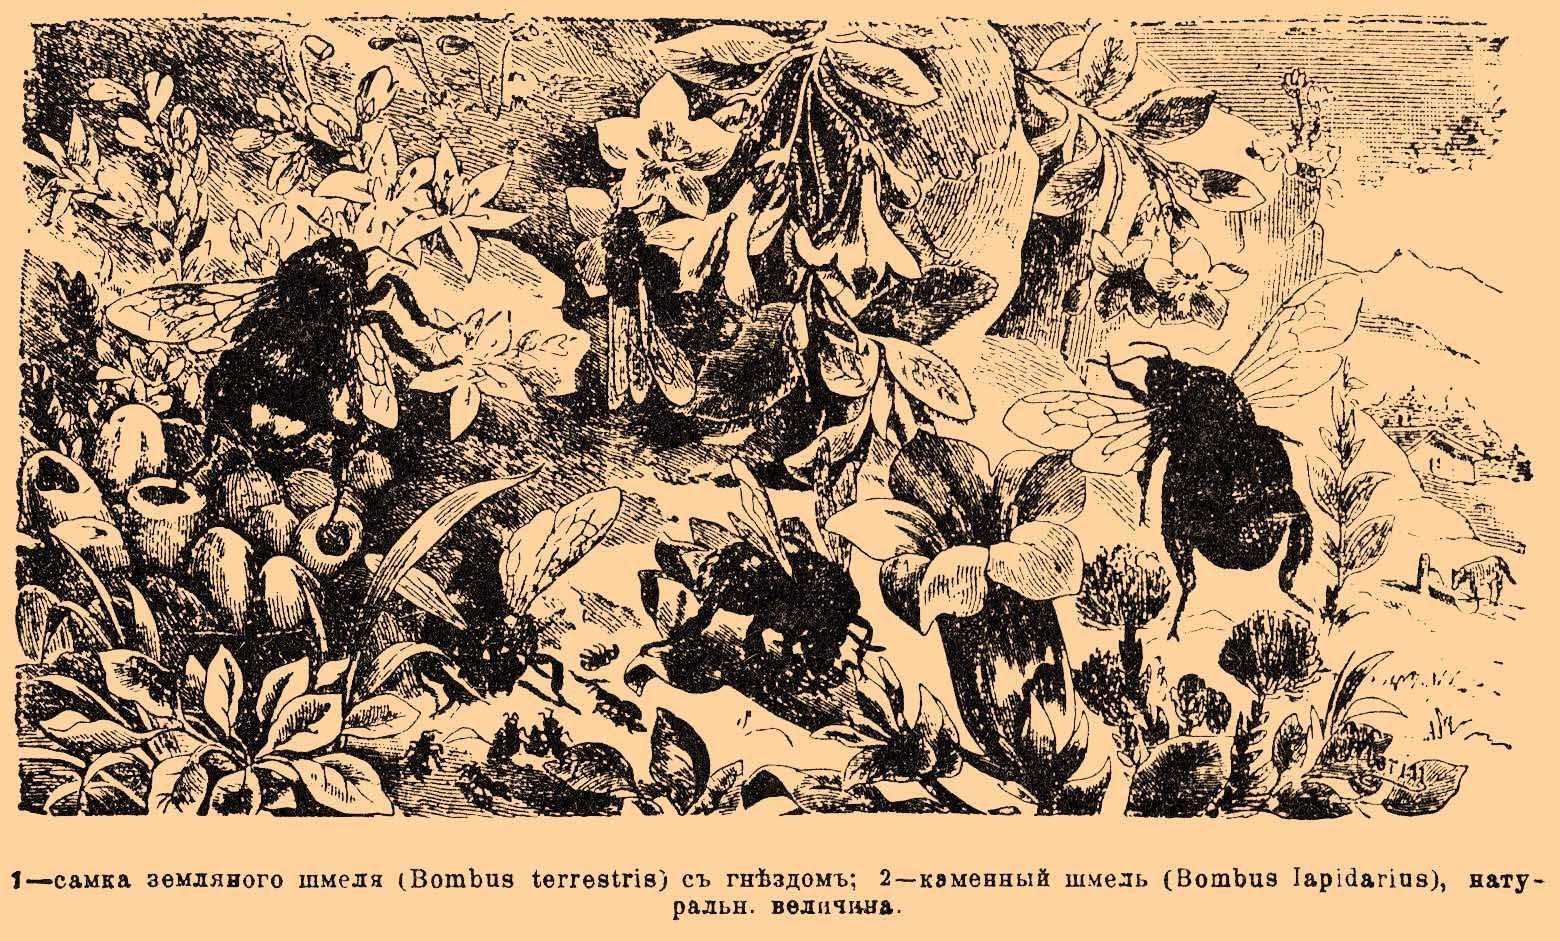 1—самка земляного шмеля (Bombus terrestris) съ гнѣздомъ; 2—каменный шмель (Bombus lapidarius), нату-
ральн. величина.